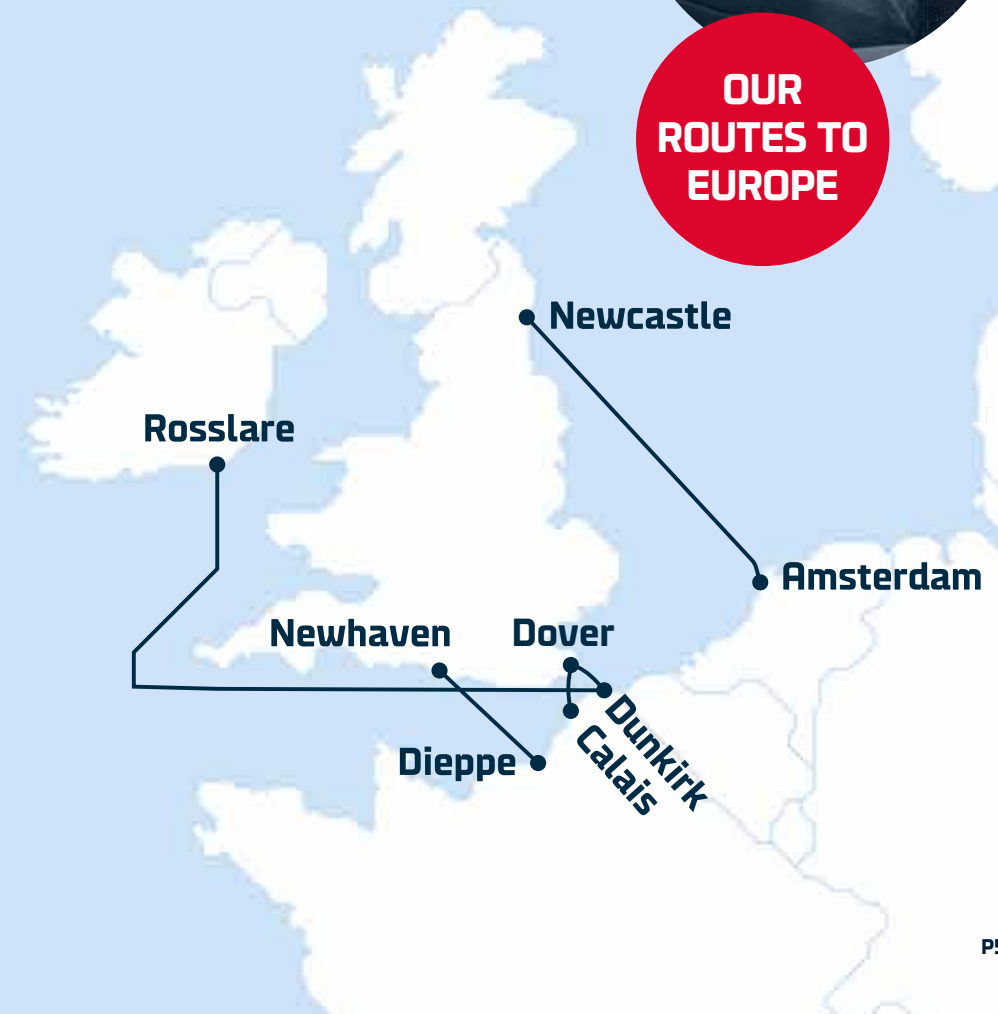 OUR
ROUTES TO
EUROPE
Newcastle
Rosslare
Amsterdam
Newhaven
Dover
Dunkirk
Calais
Dieppe